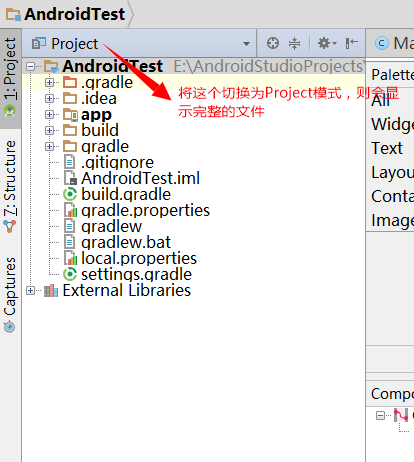 AndroidTest
1: Project
Z: Structure
Captures
Project
Ma
AndroidTest E:\AndroidStudioProjects
.gradle
.idea
app
build
gradle
.gitignore
AndroidTest.iml
build.gradle
gradle.properties
gradlew
gradlew.bat
local.properties
settings.gradle
External Libraries
将这个切换为Project模式，则会显
示完整的文件
Palette
All
Widge
Text
Layou
Conta
Image
Compo